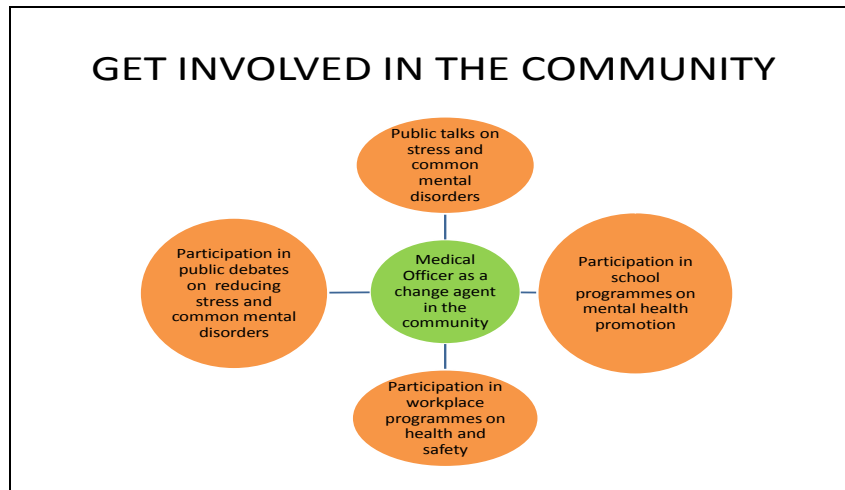 GET INVOLVED IN THE COMMUNITY
Public talks on
stress and
common
mental
disorders
Participation in
public debates
on reducing
stress and
common mental
disorders
Medical
Officer as a
change agent
in the
community
Participation in
school
programmes on
mental health
promotion
Participation in
workplace
programmes on
health and
safety